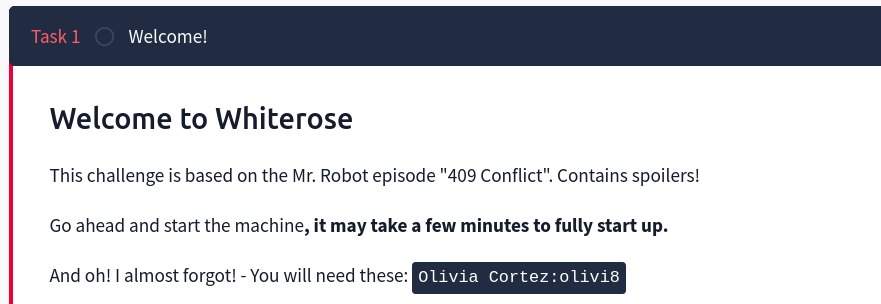 Task 1 Welcome!
Welcome to Whiterose
This challenge is based on the Mr. Robot episode "409 Conflict". Contains spoilers!
Go ahead and start the machine, it may take a few minutes to fully start up.
And oh! I almost forgot! - You will need these: Olivia Cortez:olivi8